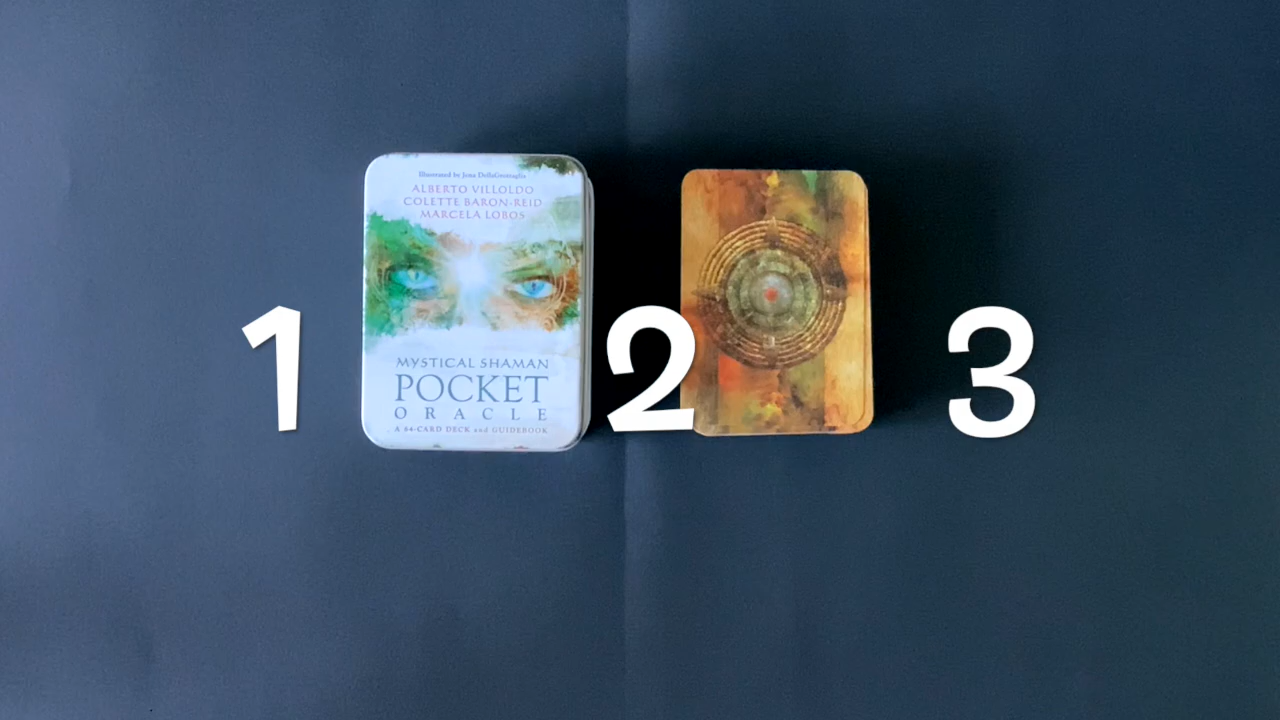 Illustrated by Jena DellaGrottaglia
ALBERTO VILLOLDO
COLETTE BARON-REID
MARCELA LOBOS
1 2 3
MYSTICAL SHAMAN
POCKET
ORACLE
A 64-CARD DECK and GUIDEBOOK